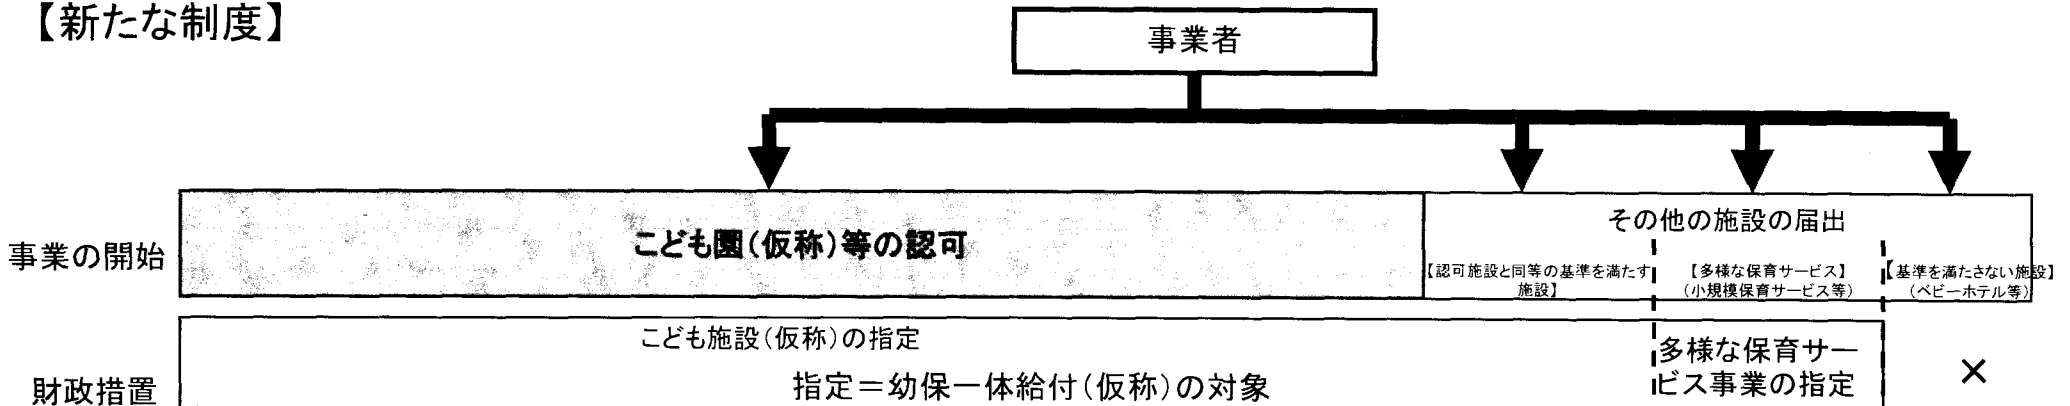 【新たな制度】
事業者
事業の開始
こども園(仮称)等の認可
その他の施設の届出
【認可施設と同等の基準を満たす
施設】
【多様な保育サービス】
(小規模保育サービス等)
【基準を満たさない施設】
(ベビーホテル等)
財政措置
こども施設(仮称)の指定
指定=幼保一体給付(仮称)の対象
多様な保育サー
ビス事業の指定
×